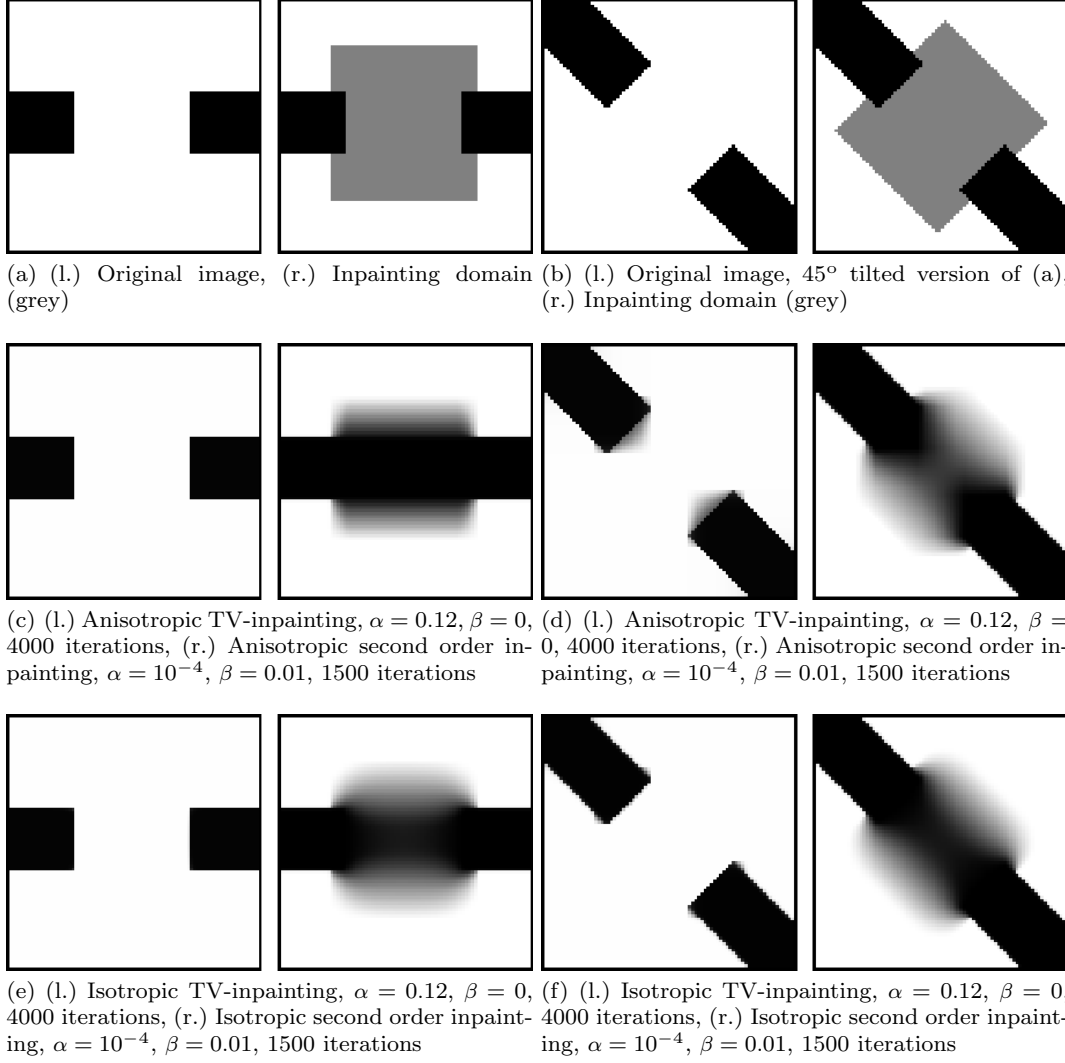 (a) (l.) Original image, (r.) Inpainting domain
(grey)
(b) (l.) Original image, 45º tilted version of (a),
(r.) Inpainting domain (grey)
(c) (l.) Anisotropic TV-inpainting, α = 0.12, β = 0,
4000 iterations, (r.) Anisotropic second order in-
painting, α = 10⁻⁴, β = 0.01, 1500 iterations
(d) (l.) Anisotropic TV-inpainting, α = 0.12, β =
0, 4000 iterations, (r.) Anisotropic second order in-
painting, α = 10⁻⁴, β = 0.01, 1500 iterations
(e) (l.) Isotropic TV-inpainting, α = 0.12, β = 0,
4000 iterations, (r.) Isotropic second order inpaint-
ing, α = 10⁻⁴, β = 0.01, 1500 iterations
(f) (l.) Isotropic TV-inpainting, α = 0.12, β = 0,
4000 iterations, (r.) Isotropic second order inpaint-
ing, α = 10⁻⁴, β = 0.01, 1500 iterations